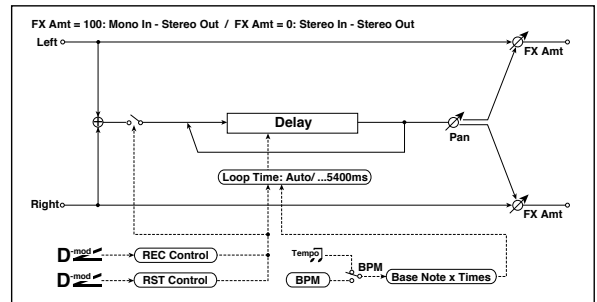 FX Amt = 100: Mono In - Stereo Out / FX Amt = 0: Stereo In - Stereo Out
Left
FX Amt
Delay
Pan
Loop Time: Auto/ ...5400ms
Right
FX Amt
D-mod
REC Control
Tempo
BPM
D-mod
RST Control
BPM
Base Note x Times